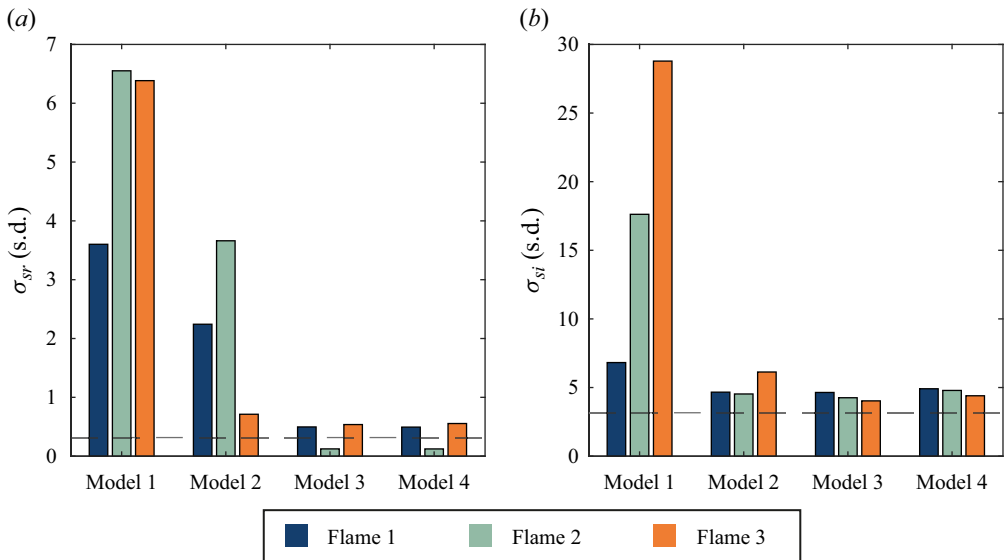 (a)
7
6
5
4
3
2
1
0
σsr (s.d.)
Model 1 Model 2 Model 3 Model 4
(b)
30
25
20
15
10
5
0
σsi (s.d.)
Model 1 Model 2 Model 3 Model 4
Flame 1 Flame 2 Flame 3